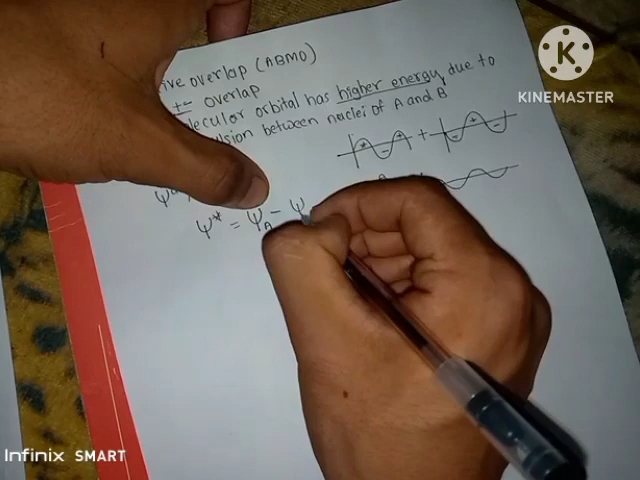 ive overlap (ABMO)
+- overlap
lecular orbital has higher energy due to
ulsion between nuclei of A and B
+
ψ* = ψA - ψ
K
KINEMASTER
Infinix SMART